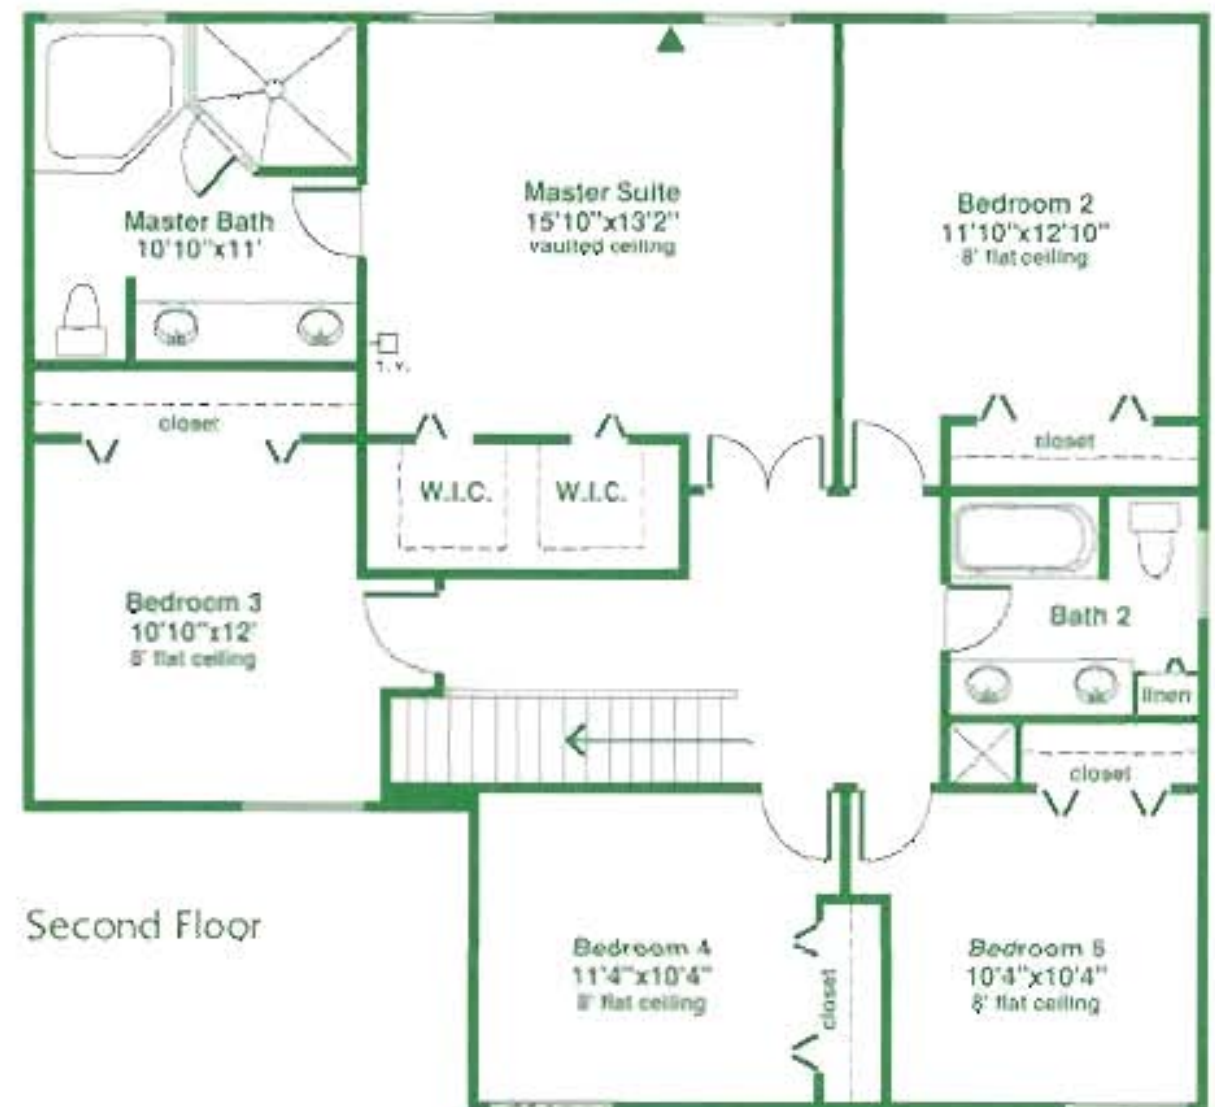 Master Bath
10'10"x11'
Master Suite
15'10"x13'2"
vaulted ceiling
Bedroom 2
11'10"x12'10"
8' flat ceiling
T.V.
closet
closet
W.I.C.
W.I.C.
Bedroom 3
10'10"x12'
8' flat ceiling
Bath 2
linen
closet
Second Floor
Bedroom 4
11'4"x10'4"
8' flat ceiling
closet
Bedroom 5
10'4"x10'4"
8' flat ceiling